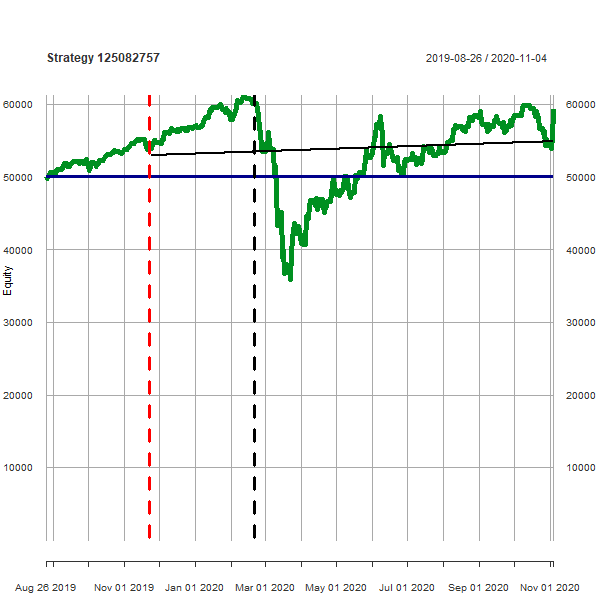 Strategy 125082757 2019-08-26 / 2020-11-04
60000 60000
50000 50000
40000 40000
Equity
30000 30000
20000 20000
10000 10000
Aug 26 2019 Nov 01 2019 Jan 01 2020 Mar 01 2020 May 01 2020 Jul 01 2020 Sep 01 2020 Nov 01 2020